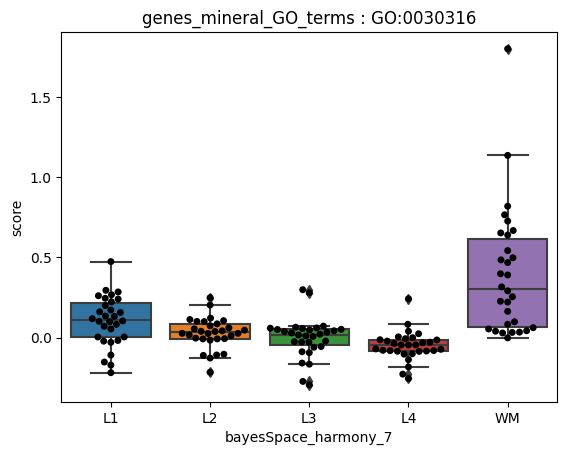 genes_mineral_GO_terms : GO:0030316
1.5
1.0
0.5
0.0
score
L1 L2 L3 L4 WM
bayesSpace_harmony_7